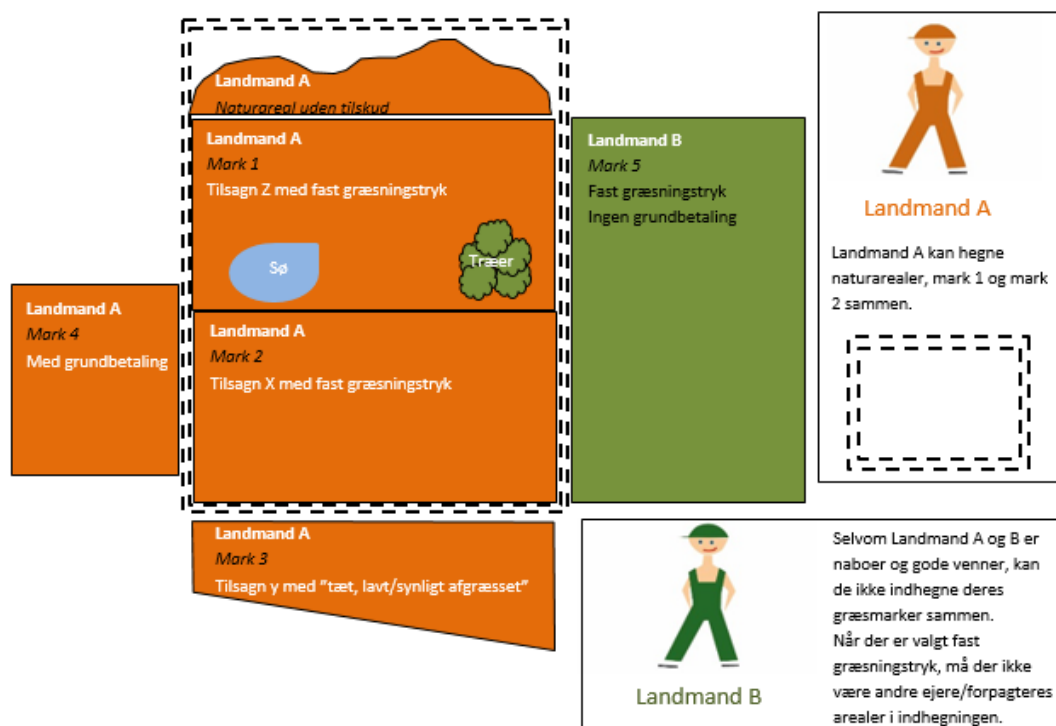 Landmand A
Naturareal uden tilskud
Landmand A
Mark 1
Tilsagn Z med fast græsningstryk
Sø
Træer
Landmand A
Mark 2
Tilsagn X med fast græsningstryk
Landmand A
Mark 4
Med grundbetaling
Landmand A
Mark 3
Tilsagn y med ”tæt, lavt/synligt afgræsset”
Landmand B
Mark 5
Fast græsningstryk
Ingen grundbetaling
Landmand A
Landmand A kan hegne
naturarealer, mark 1 og mark
2 sammen.
Landmand B
Selvom Landmand A og B er
naboer og gode venner, kan
de ikke indhegne deres
græsmarker sammen.
Når der er valgt fast
græsningstryk, må der ikke
være andre ejere/forpagteres
arealer i indhegningen.